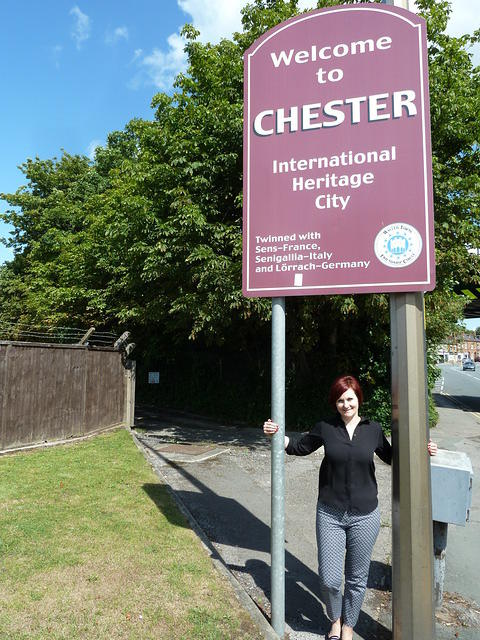 Welcome
to
CHESTER
International
Heritage
City
Twinned with
Sens-France,
Senigallia-Italy
and Lörrach-Germany